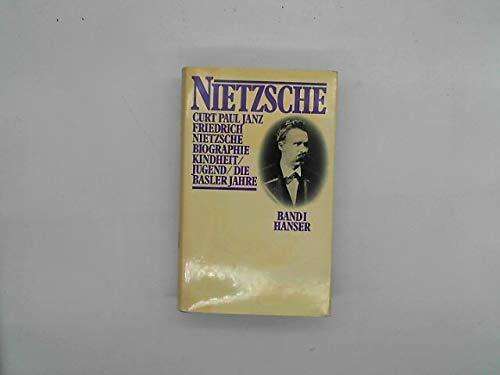 NIETZSCHE
CURT PAUL JANZ
FRIEDRICH
NIETZSCHE
BIOGRAPHIE
KINDHEIT/
JUGEND/DIE
BASLER JAHRE
BAND I
HANSER